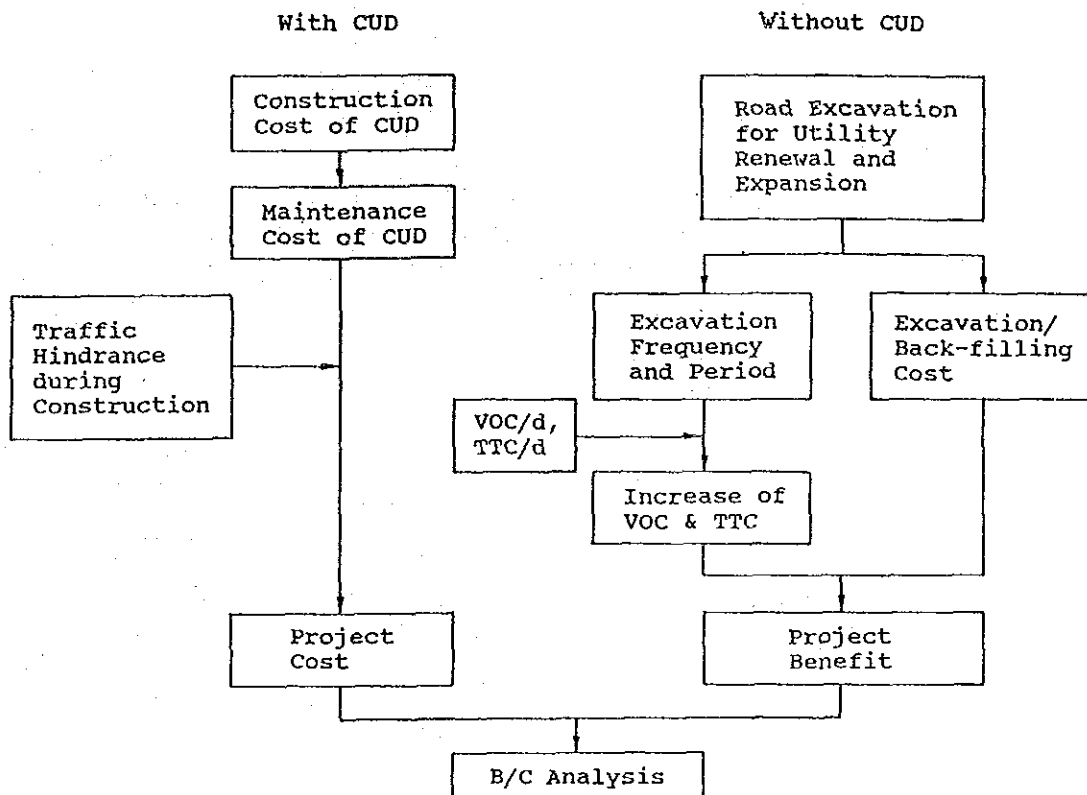 With CUD
Without CUD
Construction
Cost of CUD
Road Excavation
for Utility
Renewal and
Expansion
Maintenance
Cost of CUD
Traffic
Hindrance
during
Construction
Excavation
Frequency
and Period
Excavation/
Back-filling
Cost
VOC/d,
TTC/d
Increase of
VOC & TTC
Project
Cost
Project
Benefit
B/C Analysis